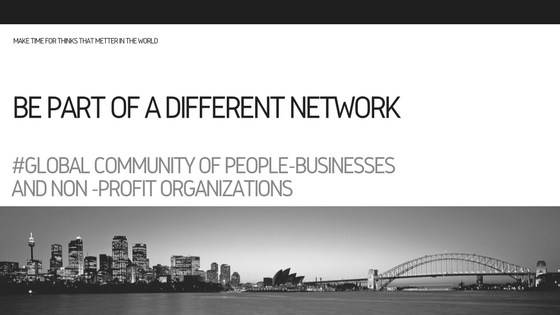 MAKE TIME FOR THINKS THAT METTER IN THE WORLD
BE PART OF A DIFFERENT NETWORK
#GLOBAL COMMUNITY OF PEOPLE-BUSINESSES
AND NON -PROFIT ORGANIZATIONS